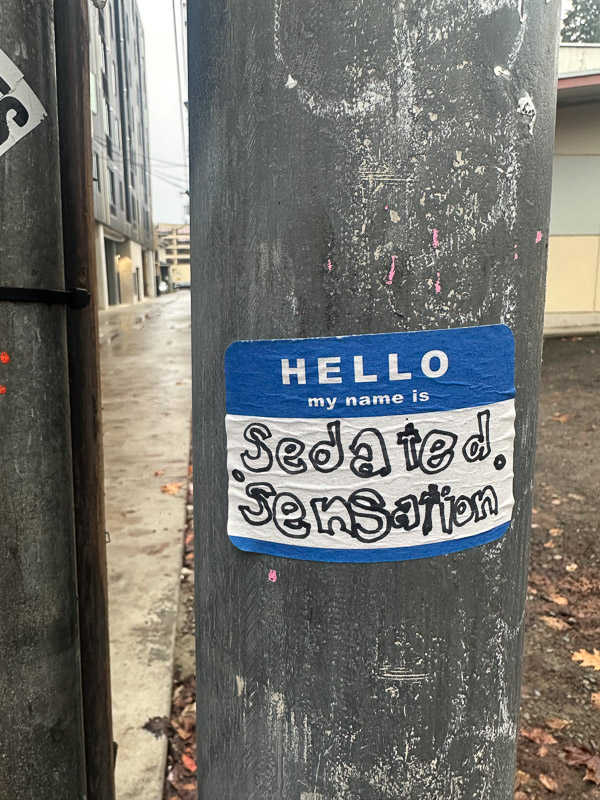 HELLO
my name is
Sedated.
.Sensation